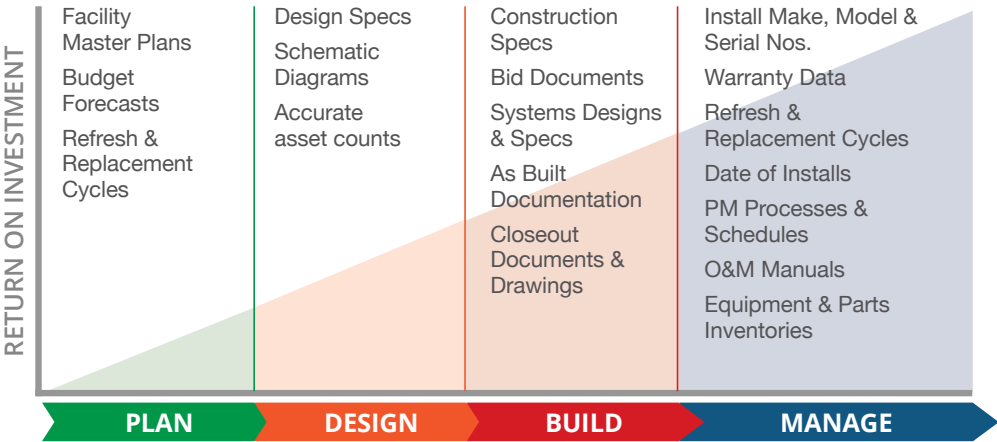 RETURN ON INVESTMENT
Facility
Master Plans
Budget
Forecasts
Refresh &
Replacement
Cycles
Design Specs
Schematic
Diagrams
Accurate
asset counts
Construction
Specs
Bid Documents
Systems Designs
& Specs
As Built
Documentation
Closeout
Documents &
Drawings
Install Make, Model &
Serial Nos.
Warranty Data
Refresh &
Replacement Cycles
Date of Installs
PM Processes &
Schedules
O&M Manuals
Equipment & Parts
Inventories
PLAN
DESIGN
BUILD
MANAGE